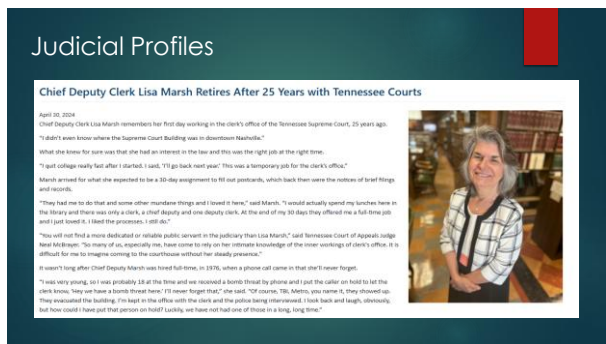 Judicial Profiles
Chief Deputy Clerk Lisa Marsh Retires After 25 Years with Tennessee Courts
April 30, 2024
Chief Deputy Clerk Lisa Marsh remembers her first day working in the clerk's office of the Tennessee Supreme Court, 25 years ago.
"I didn't even know where the Supreme Court Building was in downtown Nashville."
What she knew for sure was that she had an interest in the law and this was the right job at the right time.
"I quit college really fast after I started. I said, 'I'll go back next year.' This was a temporary job for the clerk's office."
Marsh arrived for what she expected to be a 30-day assignment to fill out postcards, which back then were the notices of brief filings
and records.
"They had me to do that and some other mundane things and I loved it here," said Marsh. "I would actually spend my lunches here in
the library and there was only a clerk, a chief deputy and one deputy clerk. At the end of my 30 days they offered me a full-time job
and I just loved it. I liked the processes. I still do."
"You will not find a more dedicated or reliable public servant in the judiciary than Lisa Marsh," said Tennessee Court of Appeals Judge
Neal McBrayer. "So many of us, especially me, have come to rely on her intimate knowledge of the inner workings of clerk's office. It is
difficult for me to imagine coming to the courthouse without her steady presence."
It wasn't long after Chief Deputy Marsh was hired full-time, in 1976, when a phone call came in that she'll never forget.
"I was very young, so I was probably 18 at the time and we received a bomb threat by phone and I put the caller on hold to let the
clerk know, 'Hey we have a bomb threat here.' I'll never forget that," she said. "Of course, TBI, Metro, you name it, they showed up.
They evacuated the building. I'm kept in the office with the clerk and the police being interviewed. I look back and laugh, obviously,
but how could I have put that person on hold? Luckily, we have not had one of those in a long, long time."